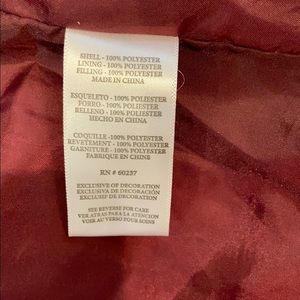 SHELL - 100% POLYESTER
LINING - 100% POLYESTER
FILLING - 100% POLYESTER
MADE IN CHINA
ESQUELETO - 100% POLIESTER
FORRO - 100% POLIESTER
RELLENO - 100% POLIESTER
HECHO EN CHINA
COQUILLE - 100% POLYESTER
REVETEMENT - 100% POLYESTER
GARNITURE - 100% POLYESTER
FABRIQUE EN CHINE
RN # 60237
EXCLUSIVE OF DECORATION
EXCLUSIVA DE DECORACIÓN
EXCLUSIF DE DECORATION
SEE REVERSE FOR CARE
VER ATRAS PARA LA ATENCION
VOIR AU VERSO POUR SOINS